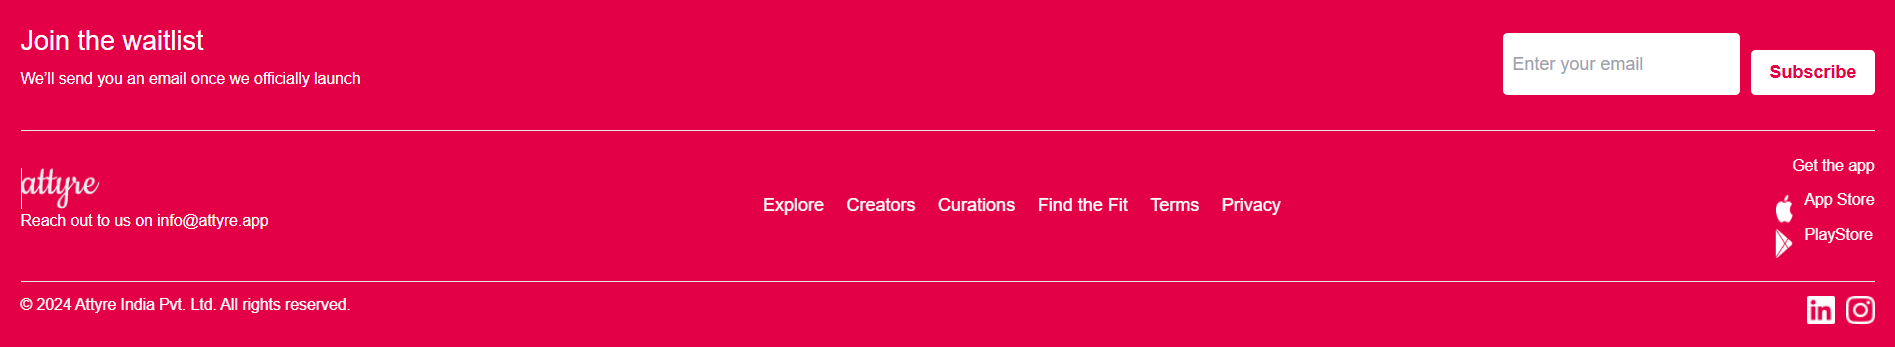 Join the waitlist
We'll send you an email once we officially launch
Enter your email
Subscribe
attyre
Reach out to us on info@attyre.app
Explore Creators Curations Find the Fit Terms Privacy
Get the app
App Store
PlayStore
© 2024 Attyre India Pvt. Ltd. All rights reserved.
in